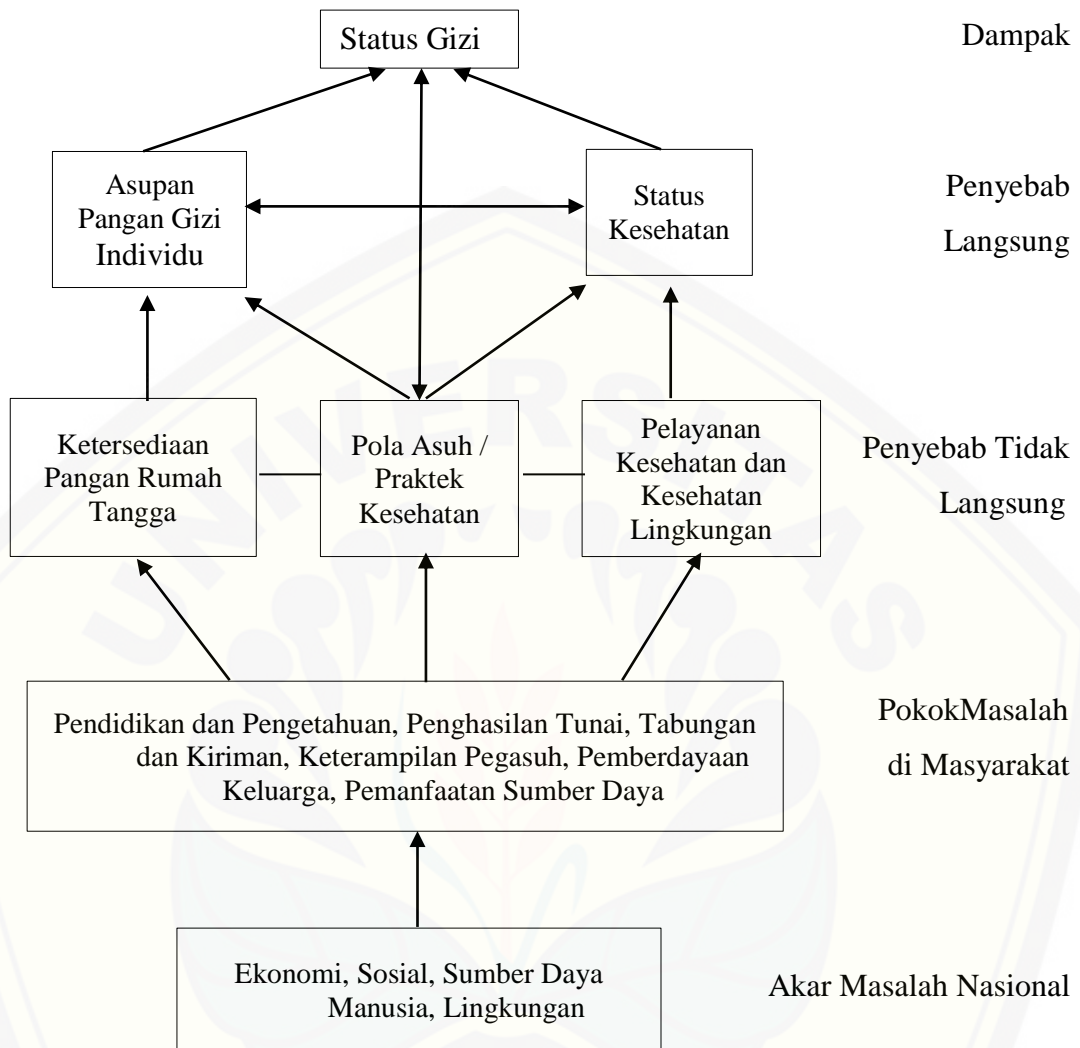 Status Gizi
Dampak
Asupan
Pangan Gizi
Individu
Status
Kesehatan
Penyebab
Langsung
Ketersediaan
Pangan Rumah
Tangga
Pola Asuh /
Praktek
Kesehatan
Pelayanan
Kesehatan dan
Kesehatan
Lingkungan
Penyebab Tidak
Langsung
Pendidikan dan Pengetahuan, Penghasilan Tunai, Tabungan
dan Kiriman, Keterampilan Pegasuh, Pemberdayaan
Keluarga, Pemanfaatan Sumber Daya
PokokMasalah
di Masyarakat
Ekonomi, Sosial, Sumber Daya
Manusia, Lingkungan
Akar Masalah Nasional
UNIVERSITAS